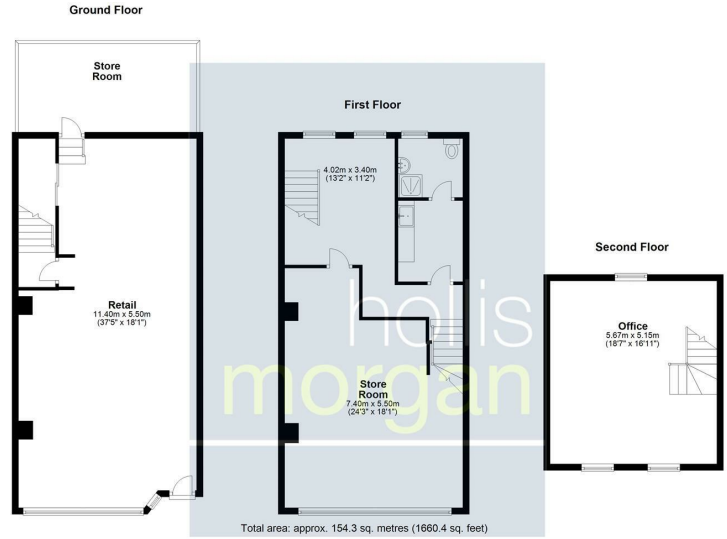 Ground Floor
Store
Room
First Floor
4.02m x 3.40m
(13'2" x 11'2")
Second Floor
Retail
11.40m x 5.50m
(37'5" x 18'1")
Office
5.67m x 5.15m
(18'7" x 16'11")
hollis
morgan
Store
Room
7.40m x 5.50m
(24'3" x 18'1")
Total area: approx. 154.3 sq. metres (1660.4 sq. feet)